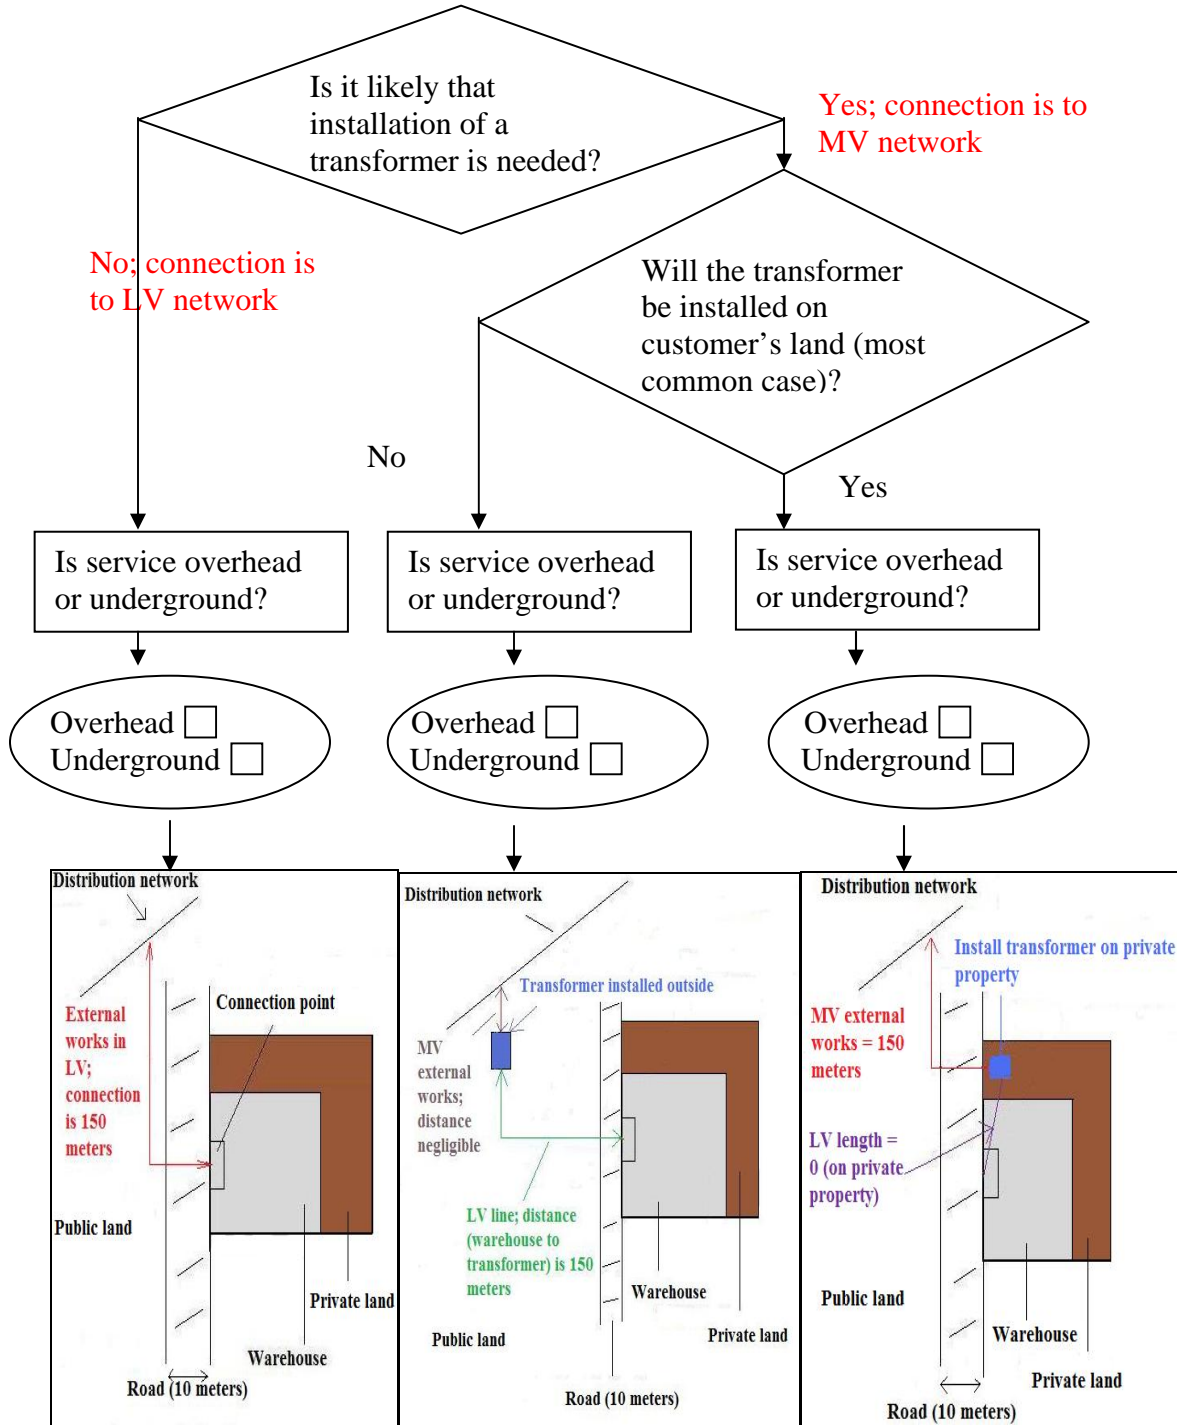 Is it likely that
installation of a
transformer is needed?
Yes; connection is to
MV network
No; connection is
to LV network
Will the transformer
be installed on
customer’s land (most
common case)?
No
Yes
Is service overhead
or underground?
Is service overhead
or underground?
Is service overhead
or underground?
Overhead
Underground
Overhead
Underground
Overhead
Underground
Distribution network
External
works in
LV;
connection
is 150
meters
Connection point
Public land
Private land
Warehouse
Road (10 meters)
Distribution network
Transformer installed outside
MV
external
works;
distance
negligible
LV line; distance
(warehouse to
transformer) is 150
meters
Warehouse
Public land
Private land
Road (10 meters)
Distribution network
Install transformer on private
property
MV external
works = 150
meters
LV length =
0 (on private
property)
Public land
Warehouse
Private land
Road (10 meters)